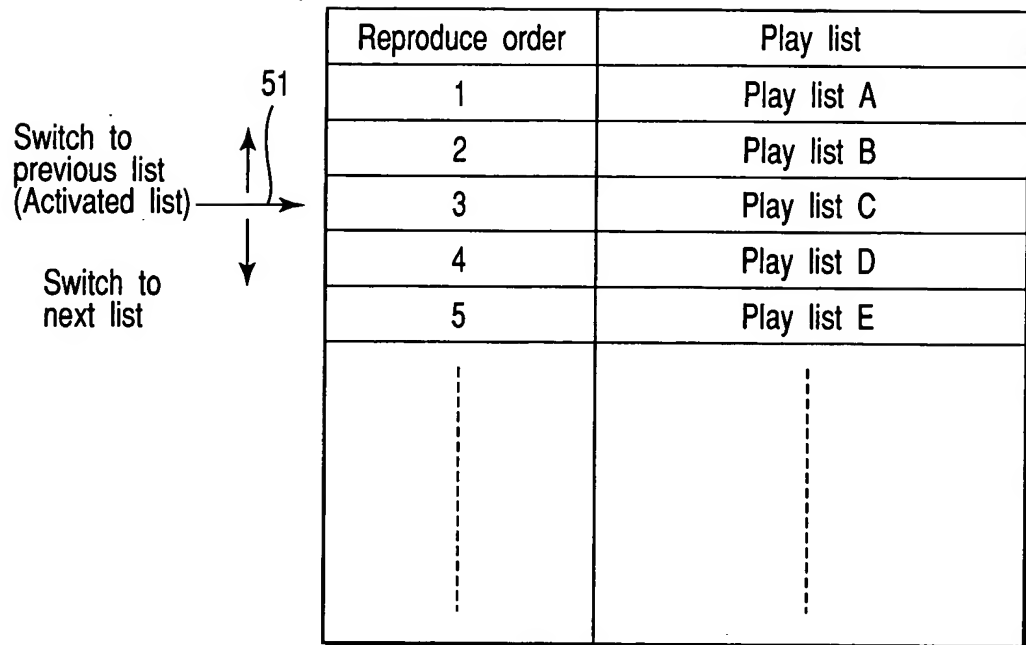 Reproduce order Play list
51
1 Play list A
2 Play list B
Switch to
previous list
(Activated list)
3 Play list C
4 Play list D
Switch to
next list
5 Play list E